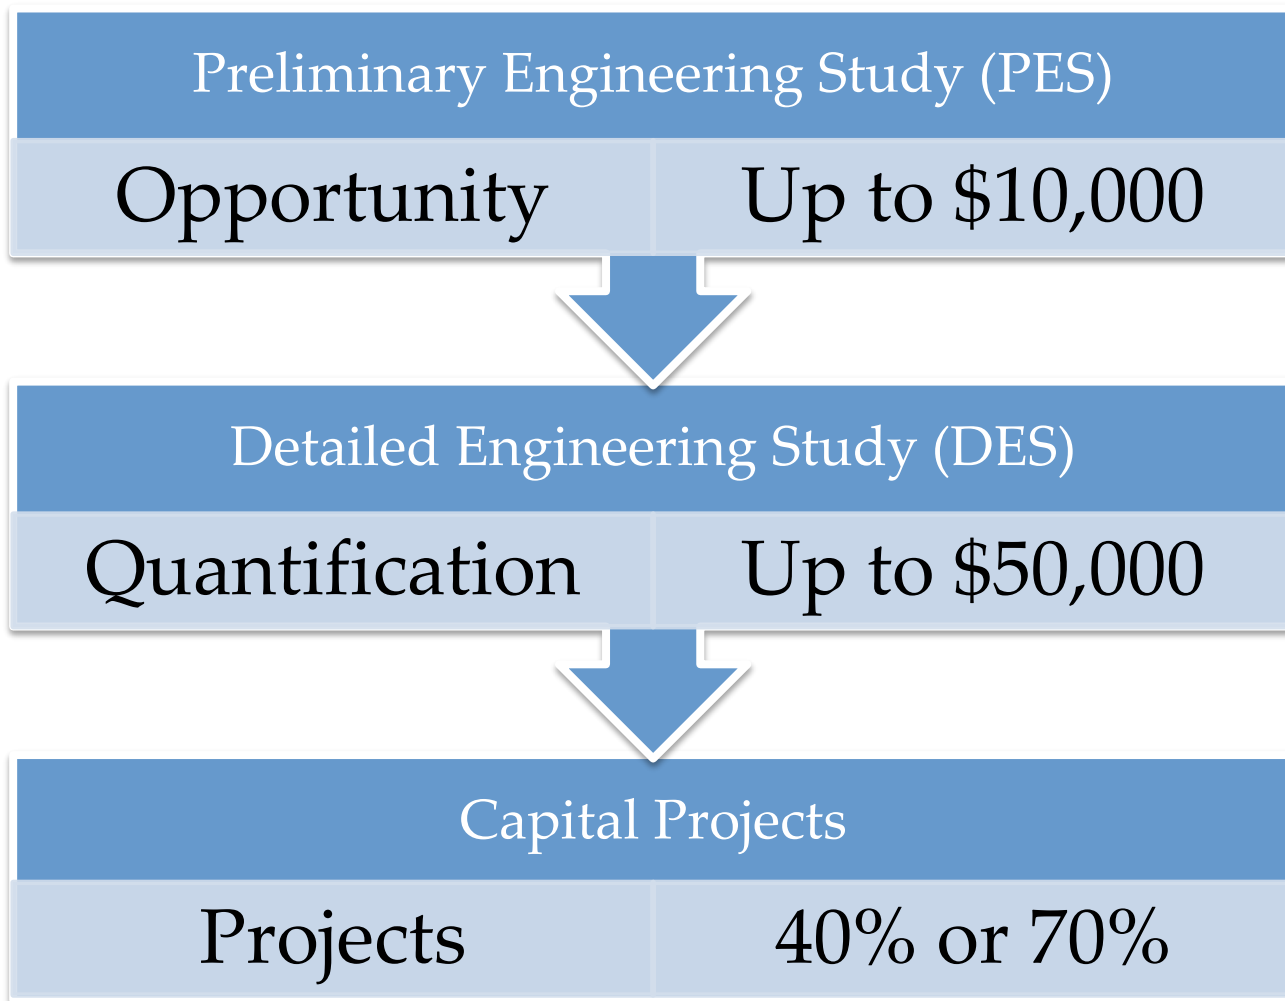 Preliminary Engineering Study (PES)
Opportunity
Up to $10,000
Detailed Engineering Study (DES)
Quantification
Up to $50,000
Capital Projects
Projects
40% or 70%